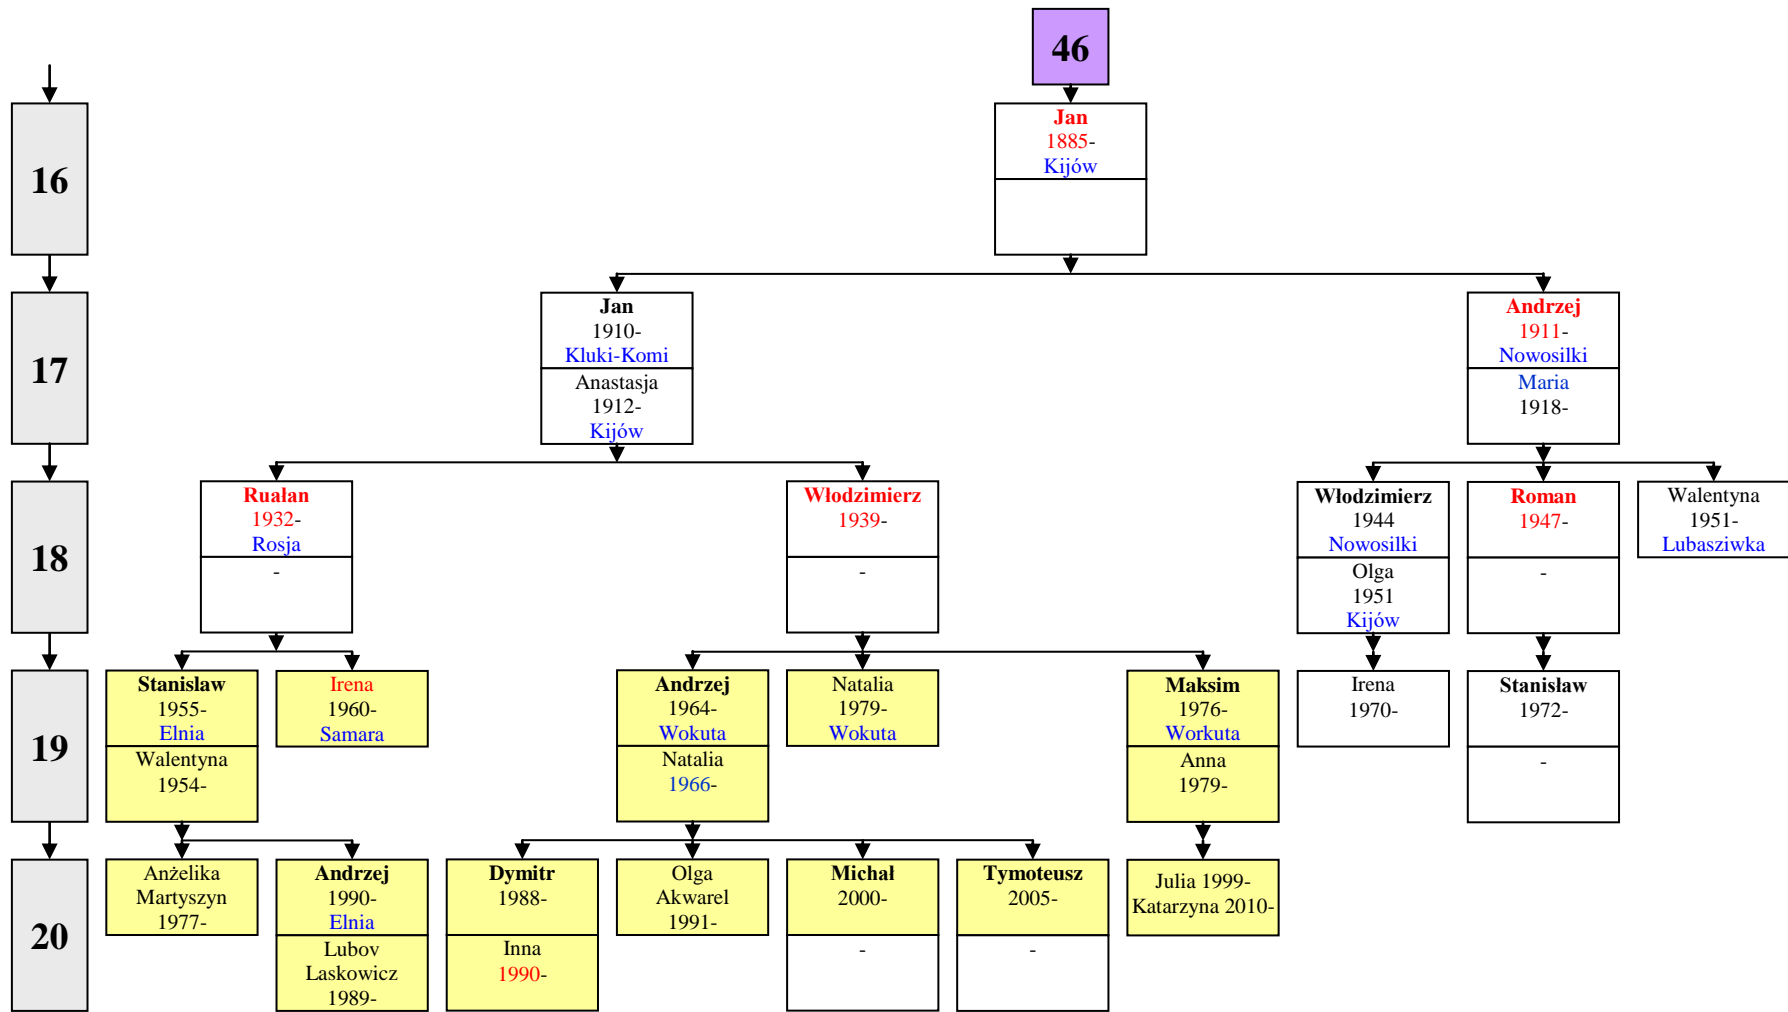 46
16
Jan
1885-
Kijów
17
Jan
1910-
Kluki-Komi
Anastasja
1912-
Kijów
Andrzej
1911-
Nowosilki
Maria
1918-
18
Ruałan
1932-
Rosja
-
Włodzimierz
1939-
-
Włodzimierz
1944
Nowosilki
Olga
1951
Kijów
Roman
1947-
-
Walentyna
1951-
Lubasziwka
19
Stanislaw
1955-
Elnia
Walentyna
1954-
Irena
1960-
Samara
Andrzej
1964-
Wokuta
Natalia
1966-
Natalia
1979-
Wokuta
Maksim
1976-
Workuta
Anna
1979-
Irena
1970-
Stanisław
1972-
-
20
Anżelika
Martyszyn
1977-
Andrzej
1990-
Elnia
Lubov
Laskowicz
1989-
Dymitr
1988-
Inna
1990-
Olga
Akwarel
1991-
Michał
2000-
-
Tymoteusz
2005-
-
Julia 1999-
Katarzyna 2010-